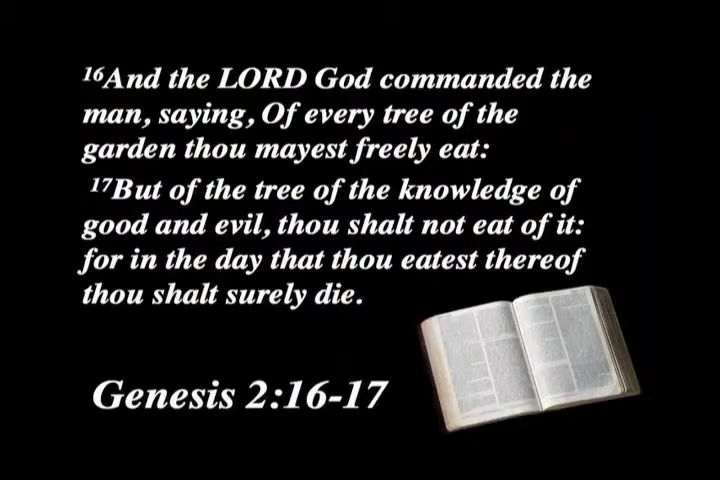 16And the LORD God commanded the
man, saying, Of every tree of the
garden thou mayest freely eat:
17But of the tree of the knowledge of
good and evil, thou shalt not eat of it:
for in the day that thou eatest thereof
thou shalt surely die.
Genesis 2:16-17